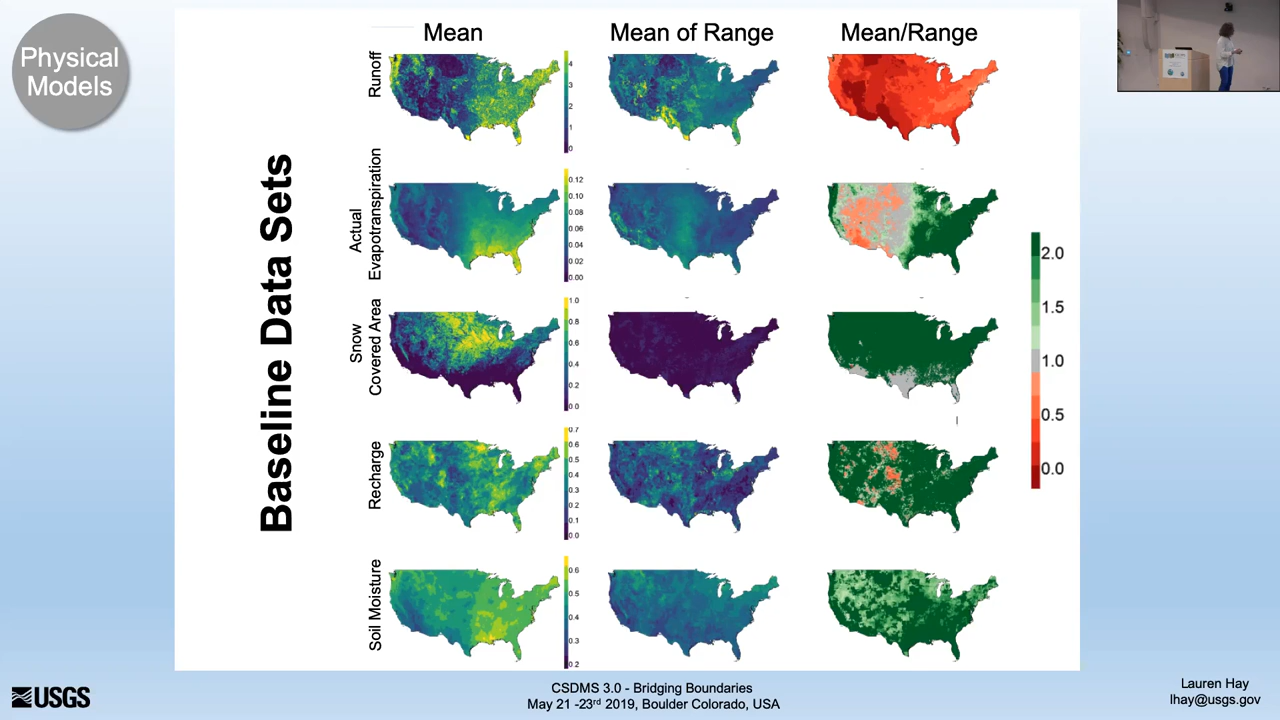 Physical
Models
Baseline Data Sets
Mean
Mean of Range
Mean/Range
Runoff
4
3
2
1
0
Actual
Evapotranspiration
0.12
0.10
0.08
0.06
0.04
0.02
0.00
Snow
Covered Area
1.0
0.8
0.6
0.4
0.2
0.0
Recharge
0.7
0.6
0.5
0.4
0.3
0.2
0.1
0.0
Soil Moisture
0.6
0.5
0.4
0.3
0.2
2.0
1.5
1.0
0.5
0.0
USGS
CSDMS 3.0 - Bridging Boundaries
May 21 -23rd 2019, Boulder Colorado, USA
Lauren Hay
lhay@usgs.gov